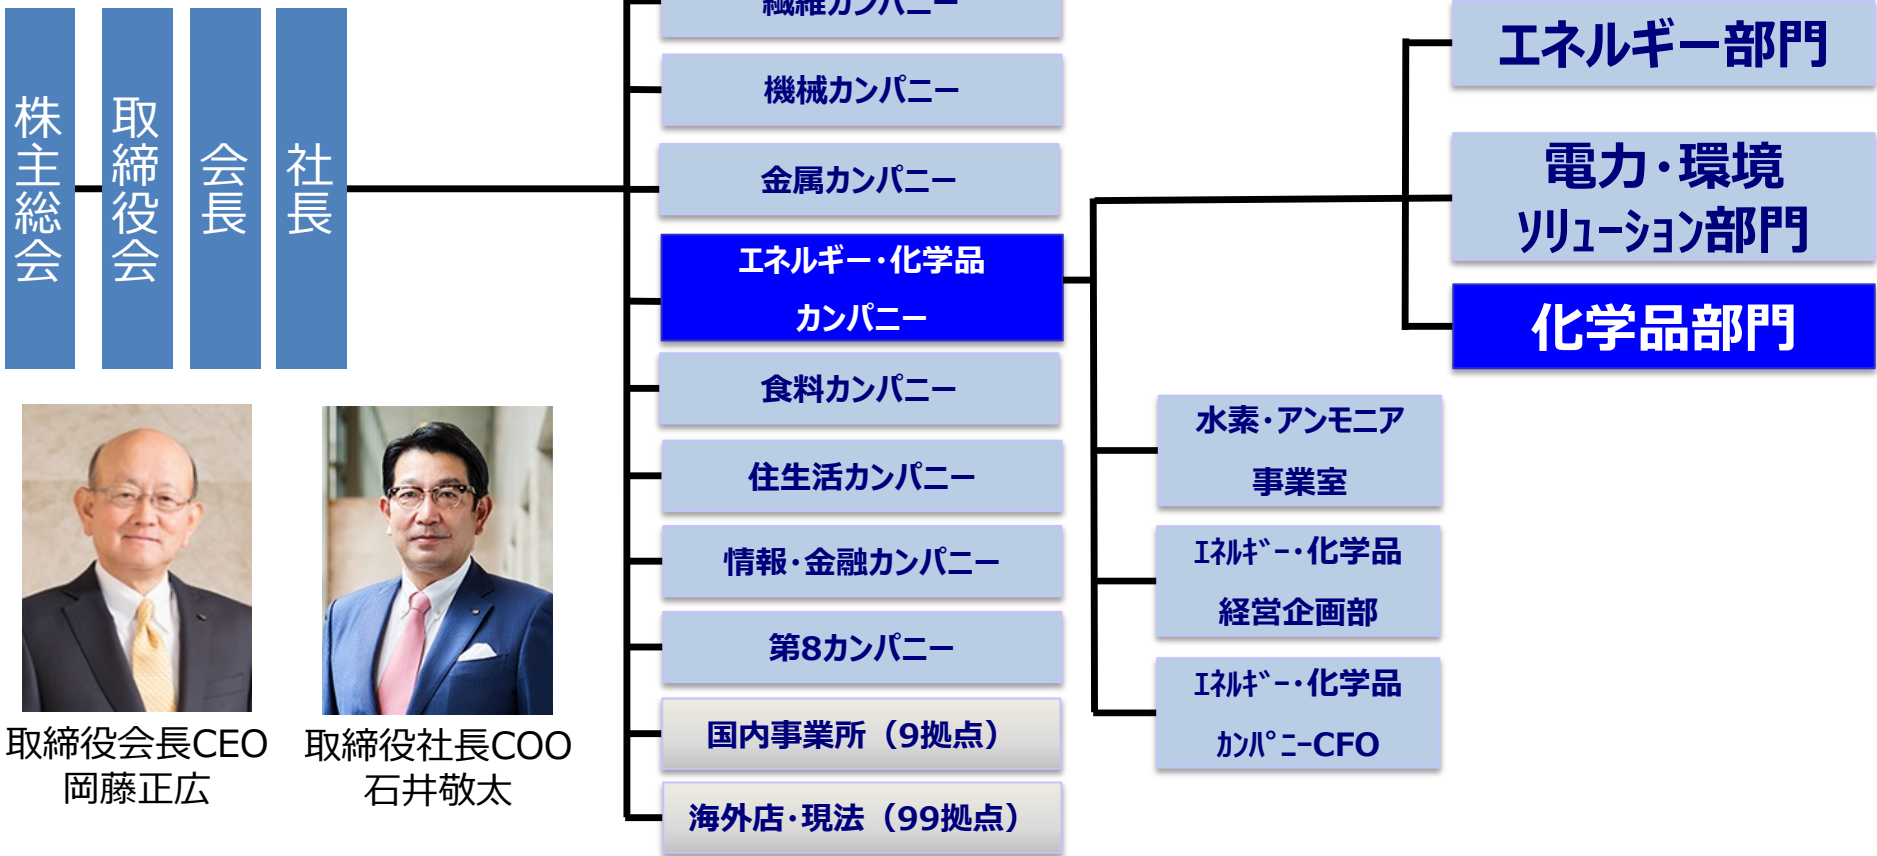 株主総会
取締役会
会長
社長
取締役会長CEO
岡藤正広
取締役社長COO
石井敬太
繊維カンパニー
機械カンパニー
金属カンパニー
エネルギー・化学品
カンパニー
食料カンパニー
住生活カンパニー
情報・金融カンパニー
第8カンパニー
国内事業所（9拠点）
海外店・現法（99拠点）
エネルギー部門
電力・環境
ソリューション部門
化学品部門
水素・アンモニア
事業室
ｴﾈﾙｷﾞｰ・化学品
経営企画部
ｴﾈﾙｷﾞｰ・化学品
ｶﾝﾊﾟﾆｰCFO